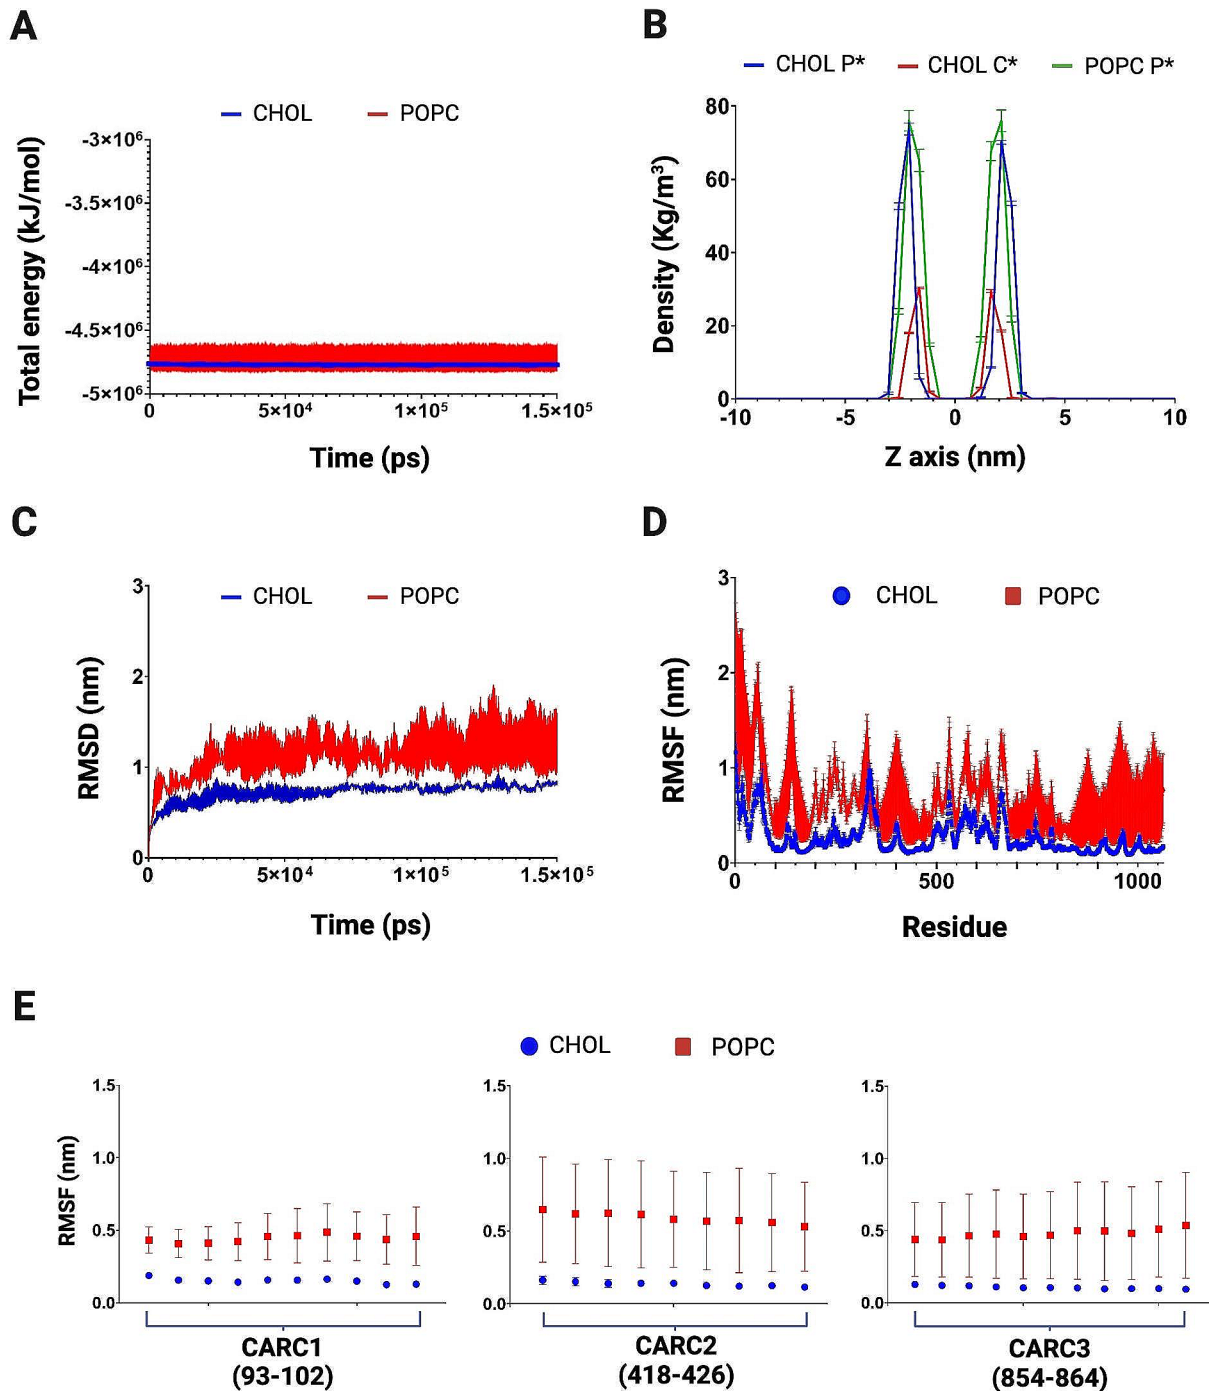 A
CHOL POPC
Total energy (kJ/mol)
-3×10⁶
-3.5×10⁶
-4×10⁶
-4.5×10⁶
-5×10⁶
0 5×10⁴ 1×10⁵ 1.5×10⁵
Time (ps)
B
CHOL P* CHOL C* POPC P*
Density (Kg/m³)
80
60
40
20
0
-10 -5 0 5 10
Z axis (nm)
C
CHOL POPC
RMSD (nm)
3
2
1
0
0 5×10⁴ 1×10⁵ 1.5×10⁵
Time (ps)
D
CHOL POPC
RMSF (nm)
3
2
1
0
0 500 1000
Residue
E
CHOL POPC
RMSF (nm)
1.5
1.0
0.5
0.0
CARC1
(93-102)
1.5
1.0
0.5
0.0
CARC2
(418-426)
1.5
1.0
0.5
0.0
CARC3
(854-864)